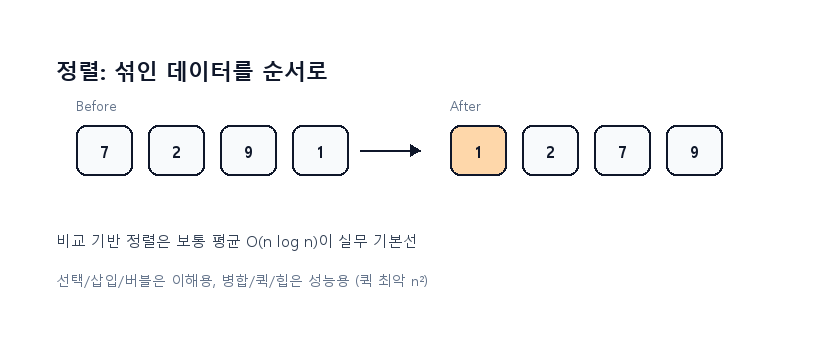 정렬: 섞인 데이터를 순서로
Before
After
7 2 9 1
1 2 7 9
비교 기반 정렬은 보통 평균 O(n log n)이 실무 기본선
선택/삽입/버블은 이해용, 병합/퀵/힙은 성능용 (퀵 최악 n²)